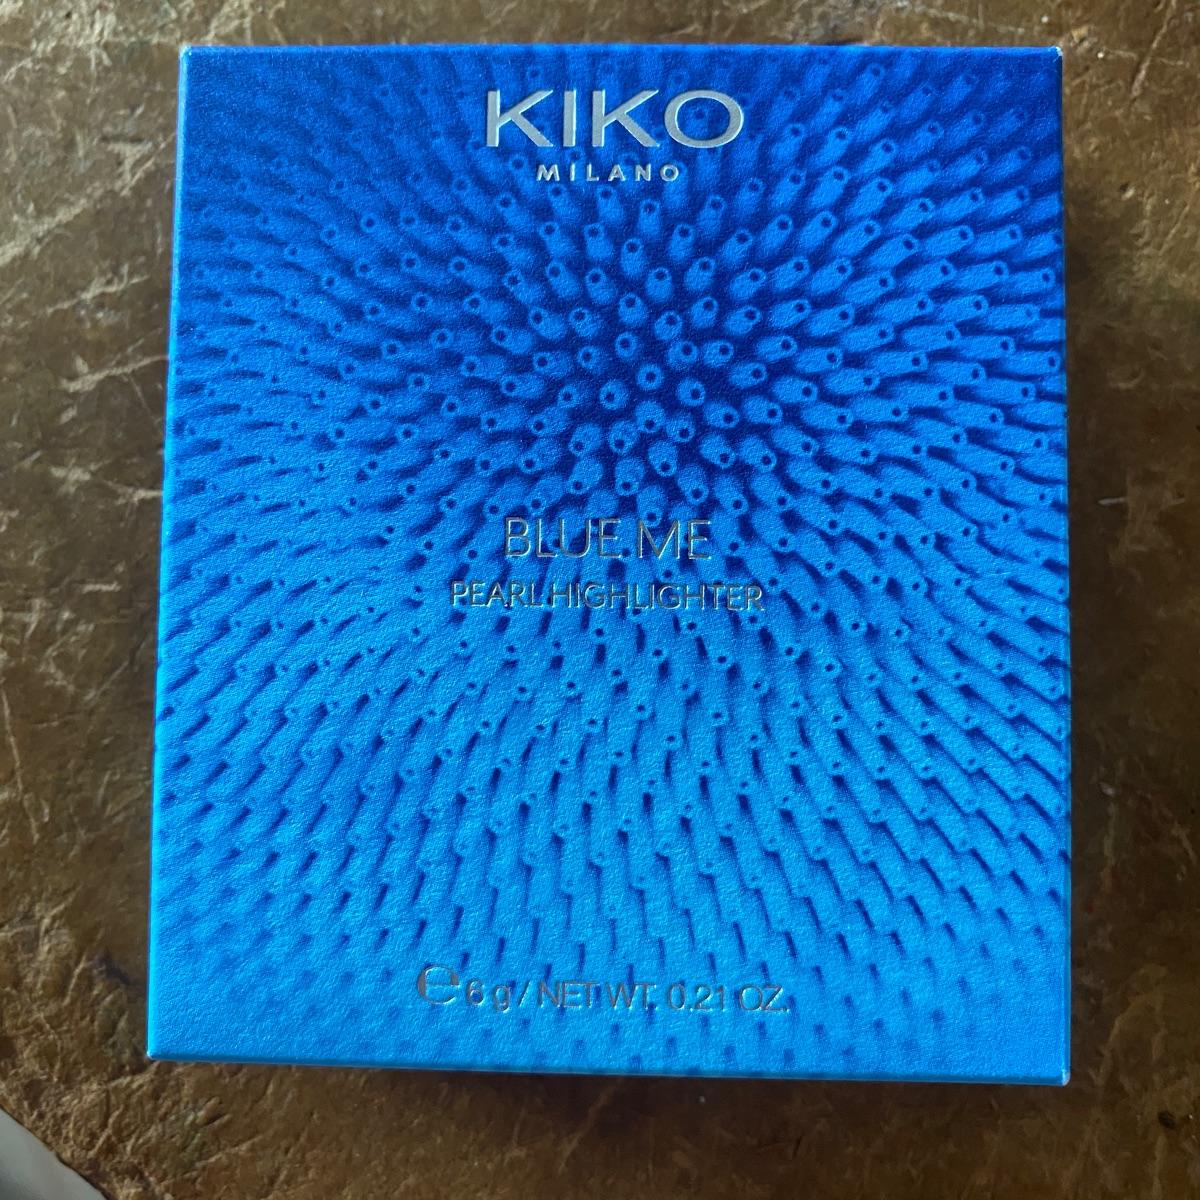 KIKO
MILANO
BLUE ME
PEARL HIGHLIGHTER
℮ 6 g / NET WT. 0.21 OZ.